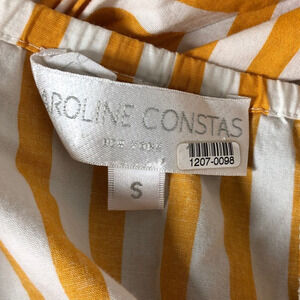 AROLINE CONSTAS
NEW YORK
1207-0098
S